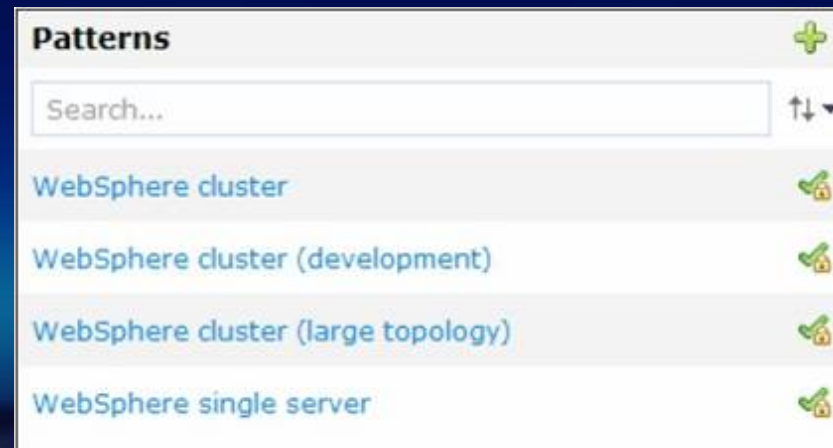 Patterns
Search...
WebSphere cluster
WebSphere cluster (development)
WebSphere cluster (large topology)
WebSphere single server